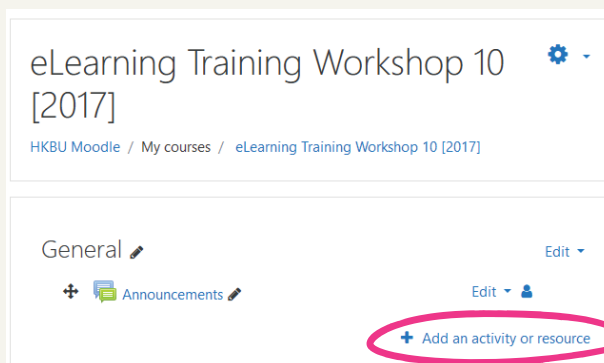 eLearning Training Workshop 10
[2017]
HKBU Moodle / My courses / eLearning Training Workshop 10 [2017]
General Edit
Announcements Edit
Add an activity or resource